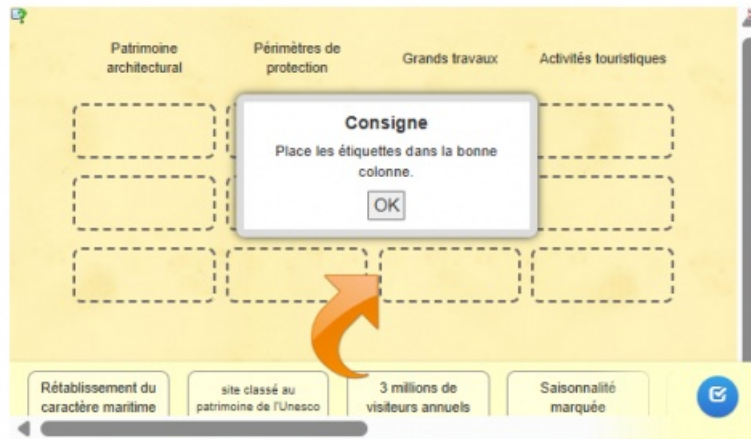 Patrimoine
architectural
Périmètres de
protection
Grands travaux
Activités touristiques
Consigne
Place les étiquettes dans la bonne
colonne.
OK
Rétablissement du
caractère maritime
site classé au
patrimoine de l'Unesco
3 millions de
visiteurs annuels
Saisonnalité
marquée